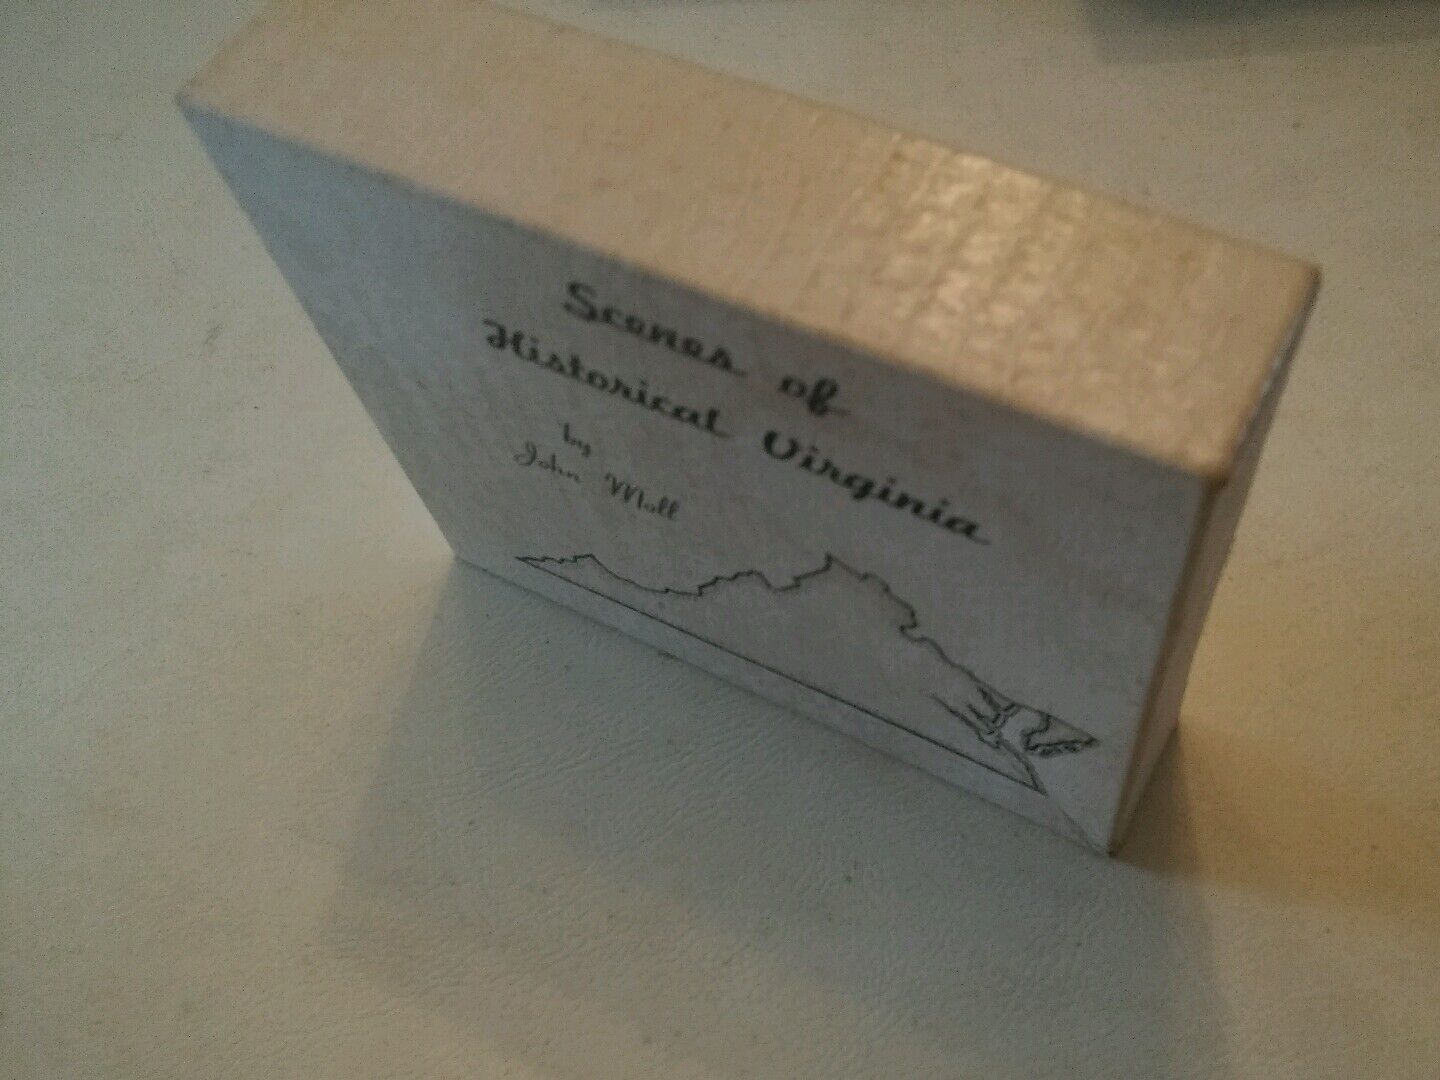 Scenes of
Historical Virginia
by
John Moll